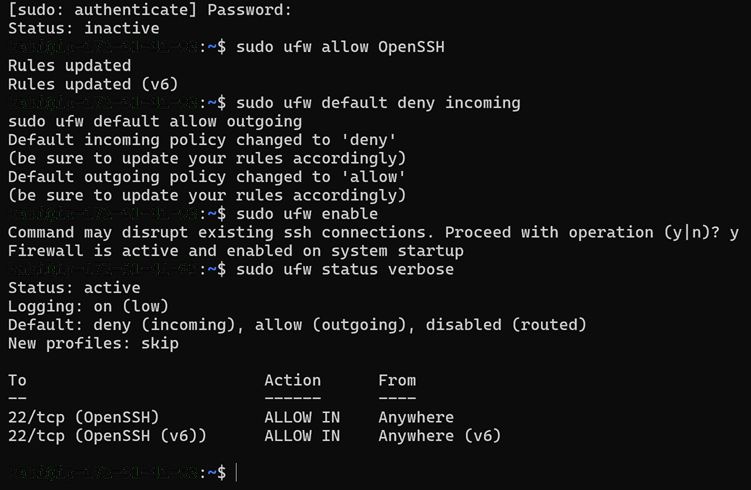 [sudo: authenticate] Password:
Status: inactive
:~$ sudo ufw allow OpenSSH
Rules updated
Rules updated (v6)
:~$ sudo ufw default deny incoming
sudo ufw default allow outgoing
Default incoming policy changed to 'deny'
(be sure to update your rules accordingly)
Default outgoing policy changed to 'allow'
(be sure to update your rules accordingly)
:~$ sudo ufw enable
Command may disrupt existing ssh connections. Proceed with operation (y|n)? y
Firewall is active and enabled on system startup
:~$ sudo ufw status verbose
Status: active
Logging: on (low)
Default: deny (incoming), allow (outgoing), disabled (routed)
New profiles: skip
To Action From
-- ------ ----
22/tcp (OpenSSH) ALLOW IN Anywhere
22/tcp (OpenSSH (v6)) ALLOW IN Anywhere (v6)
:~$